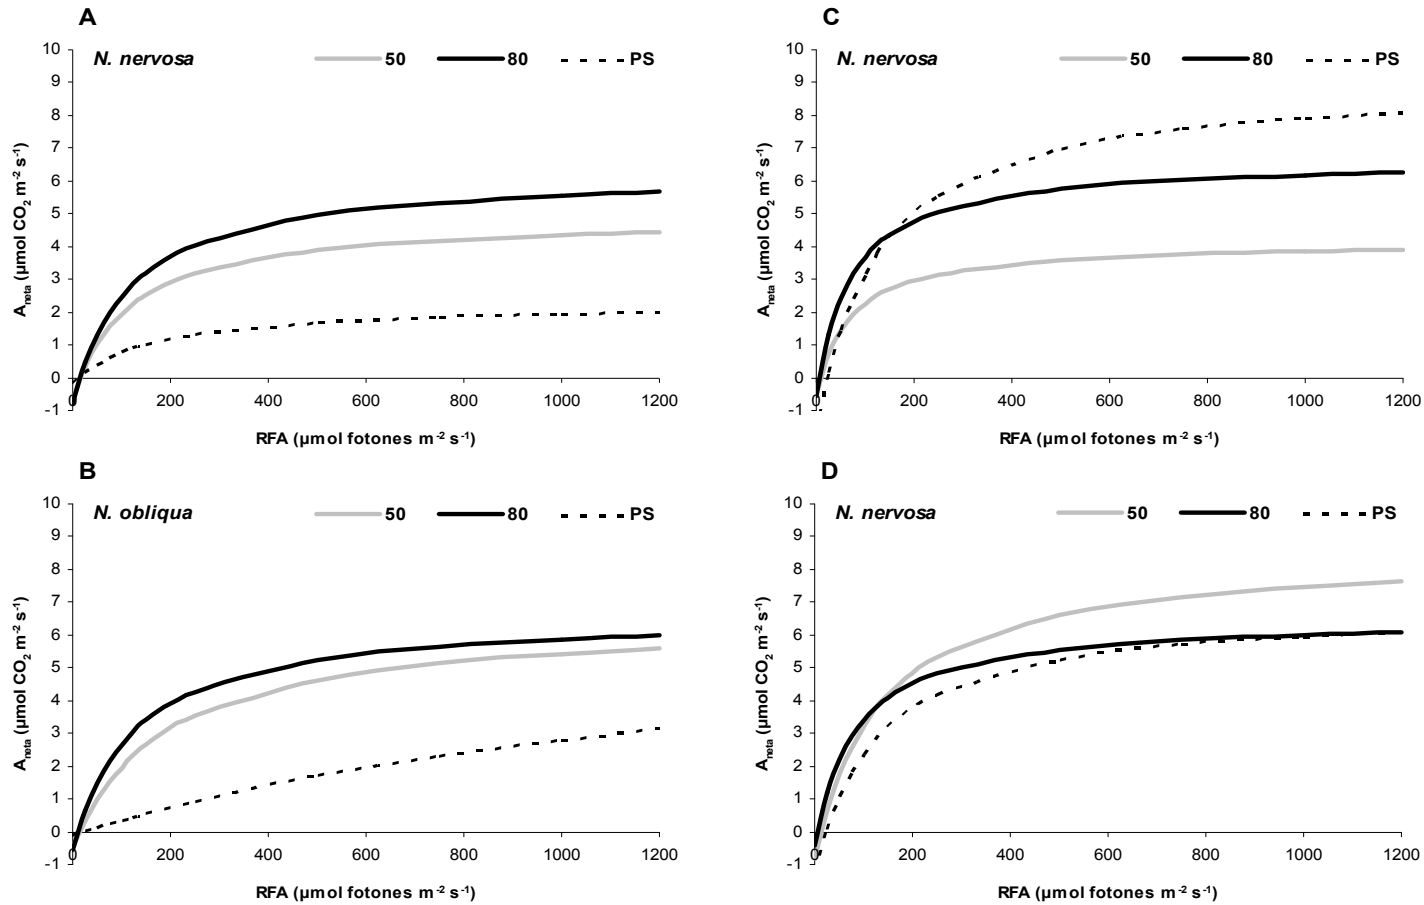 A
N. nervosa 50 80 PS
10
9
8
7
6
5
4
3
2
1
0
-1
Aneta (µmol CO2 m-2 s-1)
0 200 400 600 800 1000 1200
RFA (µmol fotones m-2 s-1)
C
N. nervosa 50 80 PS
10
9
8
7
6
5
4
3
2
1
0
-1
Aneta (µmol CO2 m-2 s-1)
0 200 400 600 800 1000 1200
RFA (µmol fotones m-2 s-1)
B
N. obliqua 50 80 PS
10
9
8
7
6
5
4
3
2
1
0
-1
Aneta (µmol CO2 m-2 s-1)
0 200 400 600 800 1000 1200
RFA (µmol fotones m-2 s-1)
D
N. nervosa 50 80 PS
10
9
8
7
6
5
4
3
2
1
0
-1
Aneta (µmol CO2 m-2 s-1)
0 200 400 600 800 1000 1200
RFA (µmol fotones m-2 s-1)